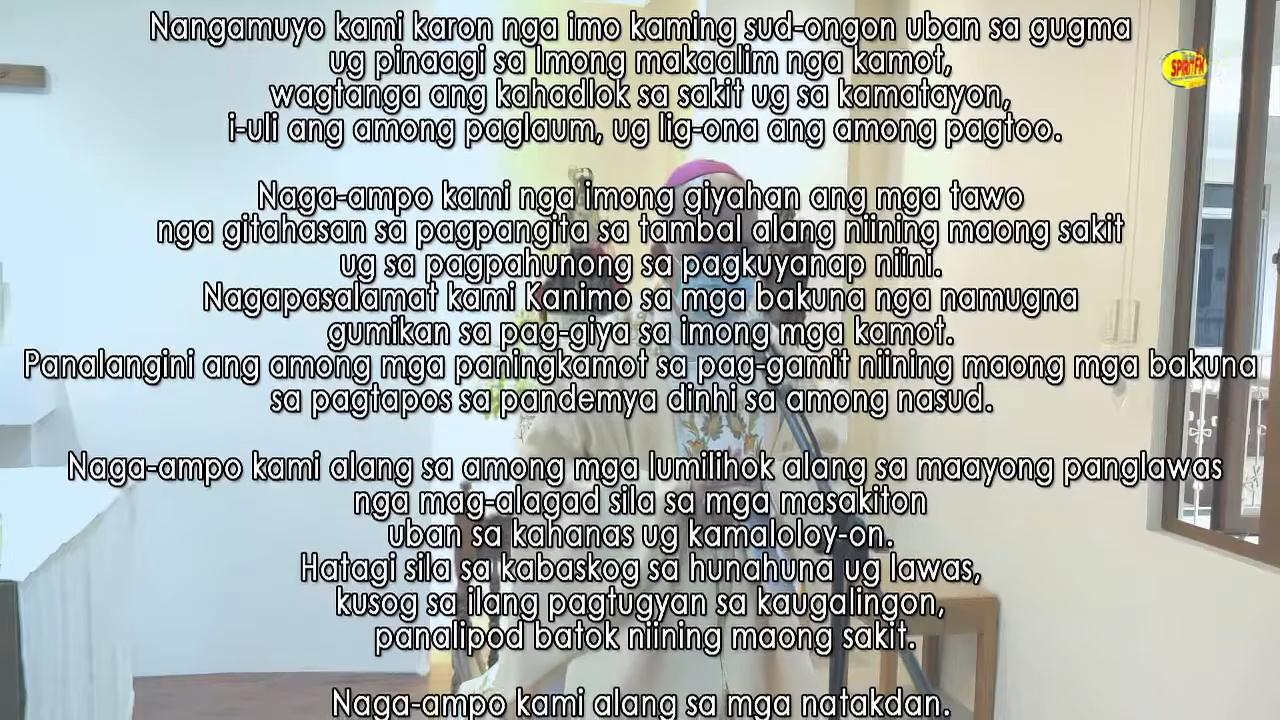 Nangamuyo kami karon nga imo kaming sud-ongon uban sa gugma
ug pinaagi sa Imong makaalim nga kamot,
wagtanga ang kahadlok sa sakit ug sa kamatayon,
i-uli ang among paglaum, ug lig-ona ang among pagtoo.
Naga-ampo kami nga imong giyahan ang mga tawo
nga gitahasan sa pagpangita sa tambal alang niining maong sakit
ug sa pagpahunong sa pagkuyanap niini.
Nagapasalamat kami Kanimo sa mga bakuna nga namugna
gumikan sa pag-giya sa imong mga kamot.
Panalangini ang among mga paningkamot sa pag-gamit niining maong mga bakuna
sa pagtapos sa pandemya dinhi sa among nasud.
Naga-ampo kami alang sa among mga lumilihok alang sa maayong panglawas
nga mag-alagad sila sa mga masakiton
uban sa kahanas ug kamaloloy-on.
Hatagi sila sa kabaskog sa hunahuna ug lawas,
kusog sa ilang pagtugyan sa kaugalingon,
panalipod batok niining maong sakit.
Naga-ampo kami alang sa mga natakdan.
SPIRIT FM